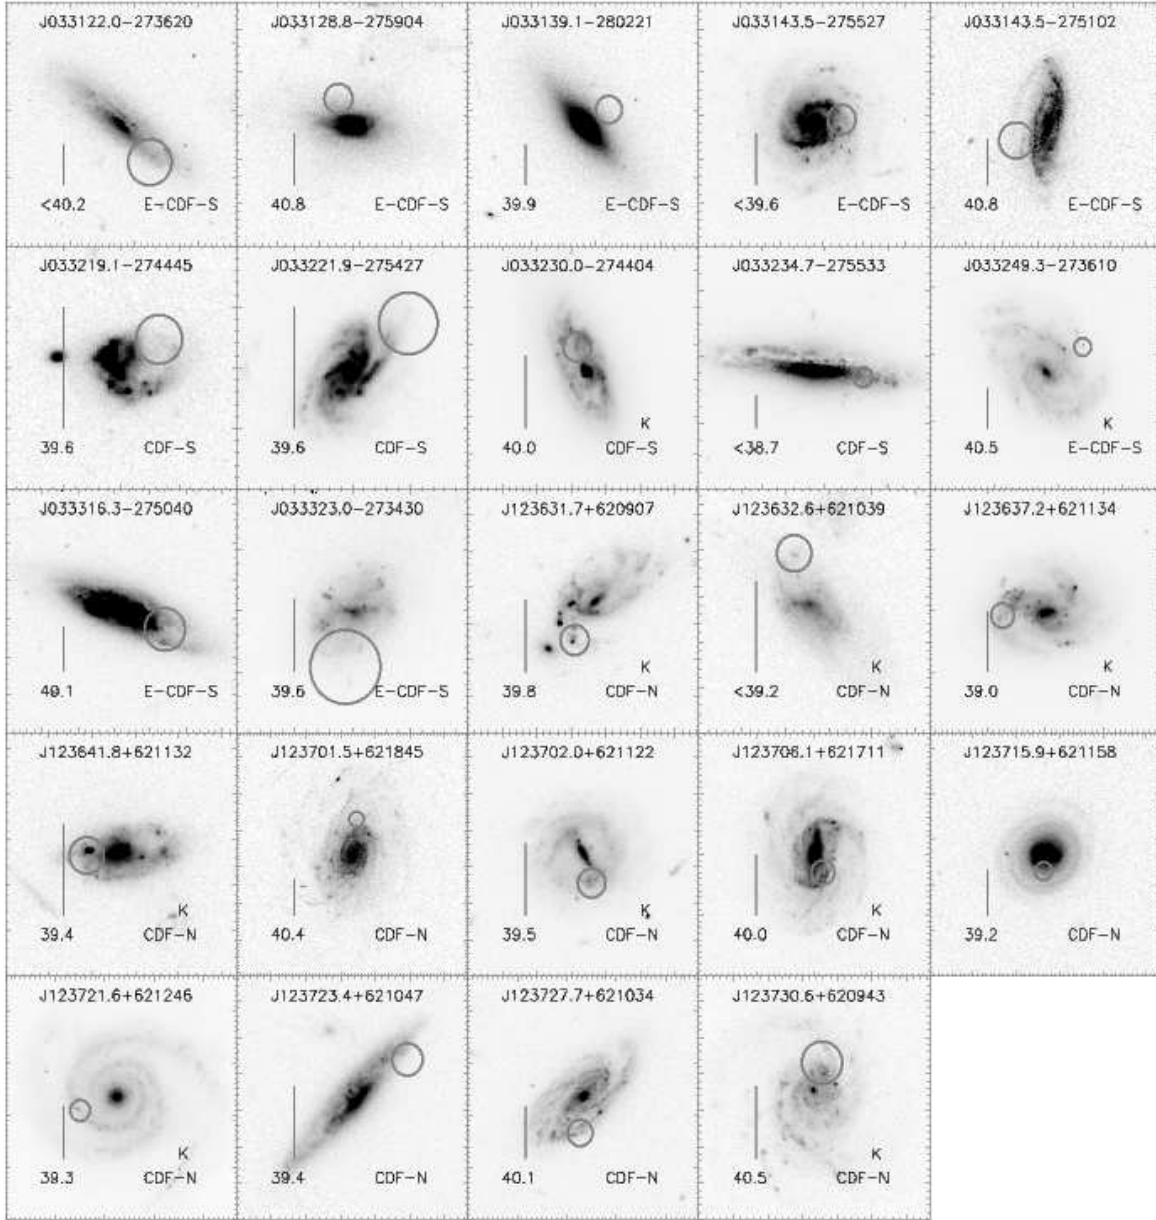 J033122.0-273620
<40.2 E-CDF-S
J033128.8-275904
40.8 E-CDF-S
J033139.1-280221
39.9 E-CDF-S
J033143.5-275527
<39.6 E-CDF-S
J033143.5-275102
40.8 E-CDF-S
J033219.1-274445
39.6 CDF-S
J033221.9-275427
39.6 CDF-S
J033230.0-274404
K
40.0 CDF-S
J033234.7-275533
<38.7 CDF-S
J033249.3-273610
K
40.5 E-CDF-S
J033316.3-275040
40.1 E-CDF-S
J033323.0-273430
39.6 E-CDF-S
J123631.7+620907
K
39.8 CDF-N
J123632.6+621039
K
<39.2 CDF-N
J123637.2+621134
K
39.0 CDF-N
J123641.8+621132
K
39.4 CDF-N
J123701.5+621845
40.4 CDF-N
J123702.0+621122
K
39.5 CDF-N
J123706.1+621711
K
40.0 CDF-N
J123715.9+621158
39.2 CDF-N
J123721.6+621246
K
39.3 CDF-N
J123723.4+621047
39.4 CDF-N
J123727.7+621034
40.1 CDF-N
J123730.6+620943
40.5 CDF-N